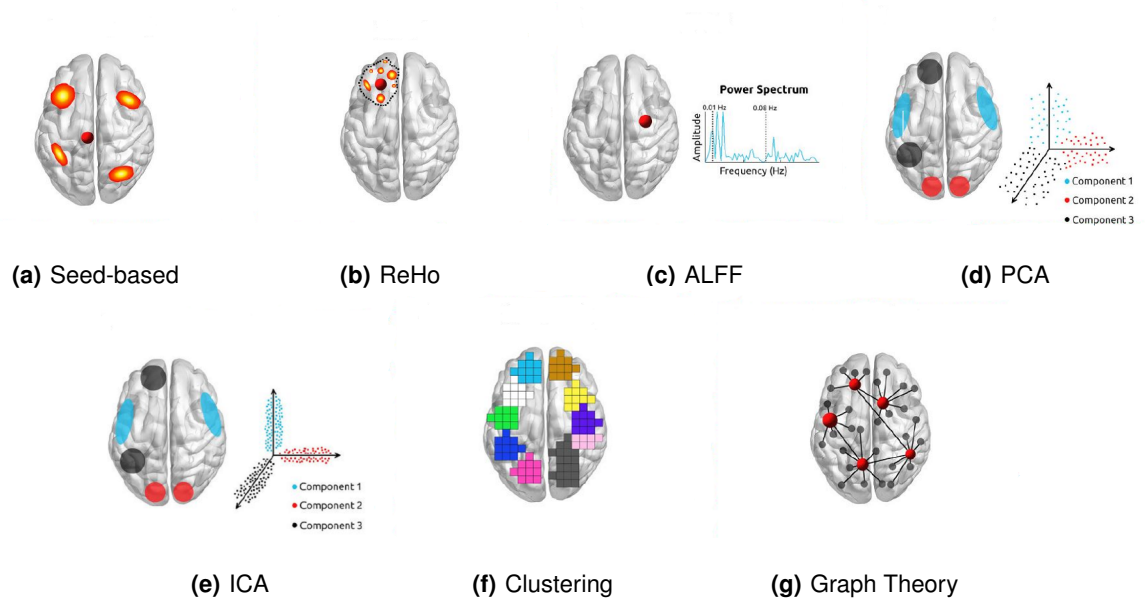 Power Spectrum
0.01 Hz
0.08 Hz
Amplitude
Frequency (Hz)
Component 1
Component 2
Component 3
(a) Seed-based
(b) ReHo
(c) ALFF
(d) PCA
Component 1
Component 2
Component 3
(e) ICA
(f) Clustering
(g) Graph Theory